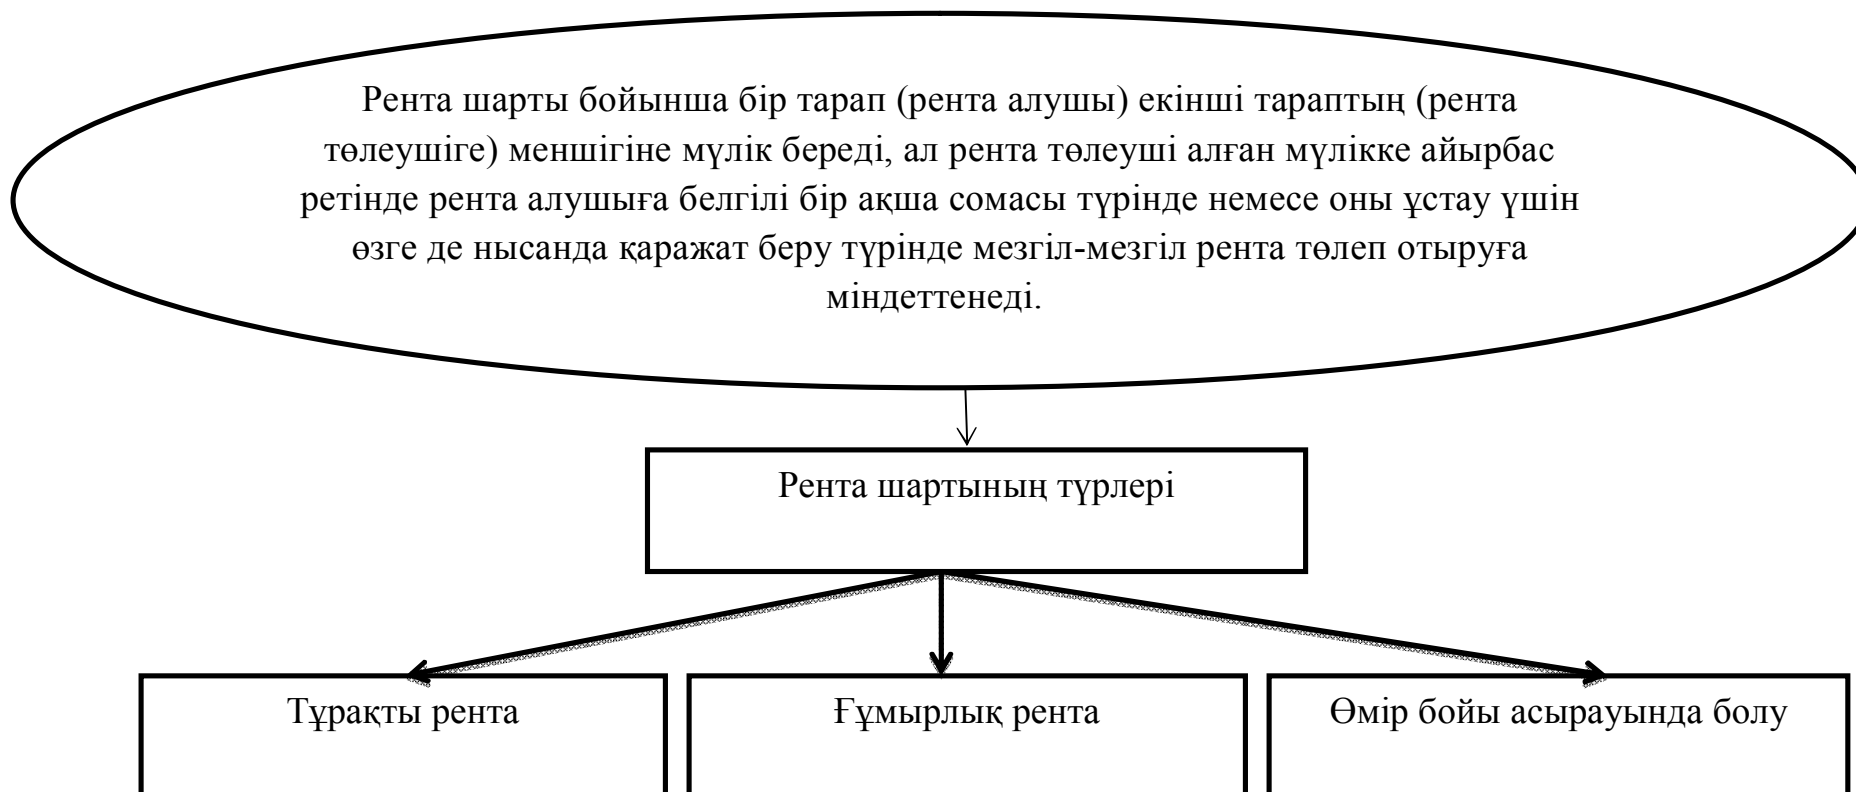 Рента шарты бойынша бір тарап (рента алушы) екінші тараптың (рента
төлеушіге) меншігіне мүлік береді, ал рента төлеуші алған мүлікке айырбас
ретінде рента алушыға белгілі бір ақша сомасы түрінде немесе оны ұстау үшін
өзге де нысанда қаражат беру түрінде мезгіл-мезгіл рента төлеп отыруға
міндеттенеді.
Рента шартының түрлері
Тұрақты рента
Ғұмырлық рента
Өмір бойы асырауында болу